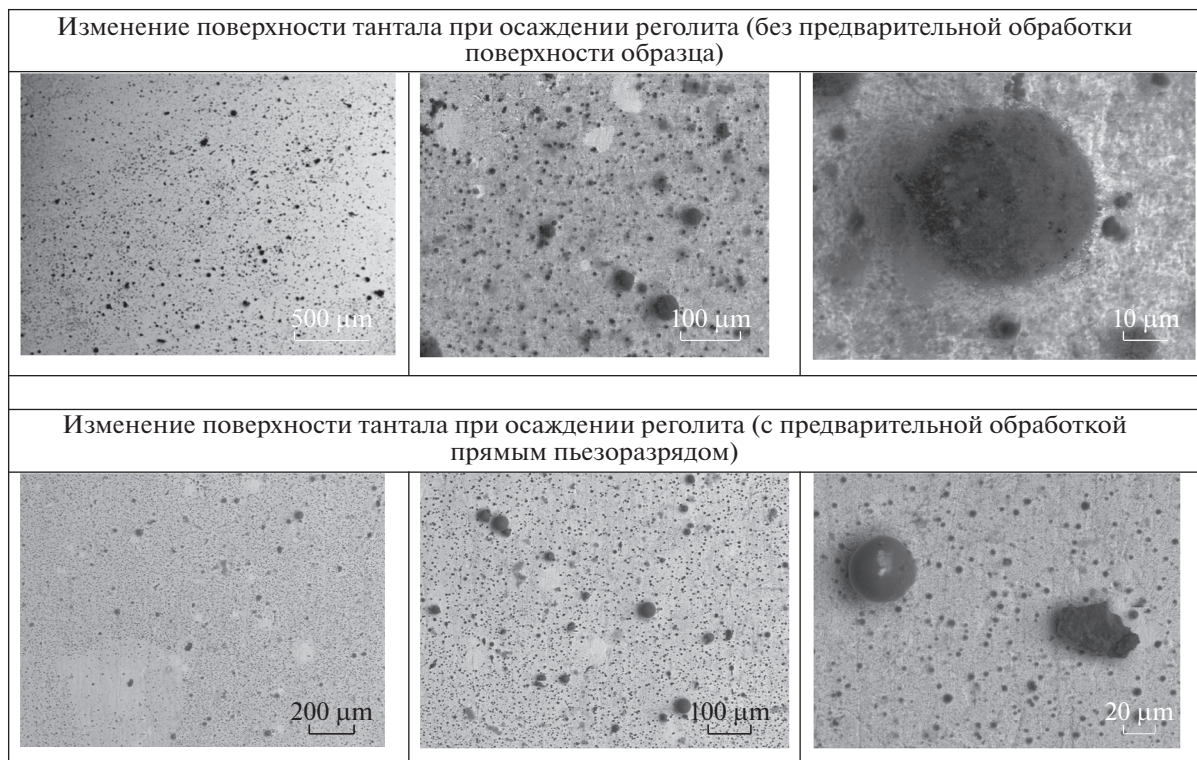 Изменение поверхности тантала при осаждении реголита (без предварительной обработки
поверхности образца)
500 μm
100 μm
10 μm
Изменение поверхности тантала при осаждении реголита (с предварительной обработкой
прямым пьезоразрядом)
200 μm
100 μm
20 μm